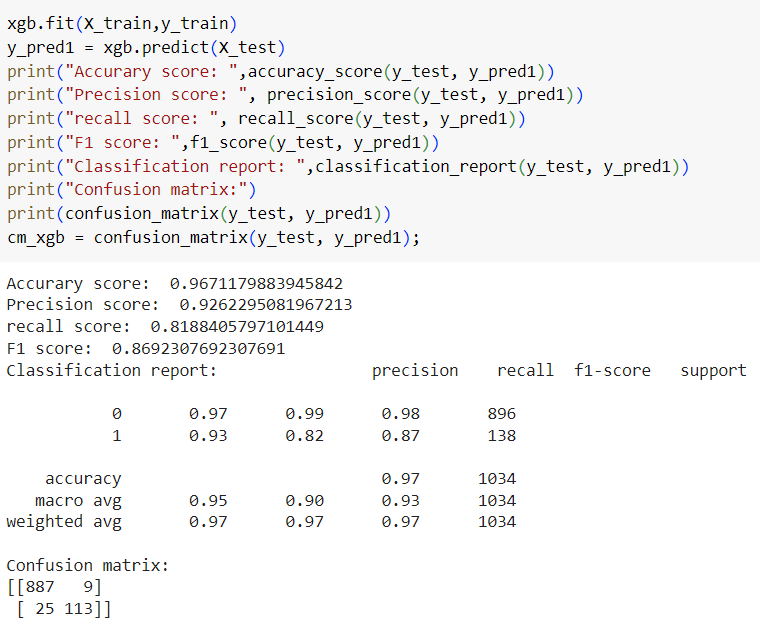 xgb.fit(X_train,y_train)
y_pred1 = xgb.predict(X_test)
print("Accurary score: ",accuracy_score(y_test, y_pred1))
print("Precision score: ", precision_score(y_test, y_pred1))
print("recall score: ", recall_score(y_test, y_pred1))
print("F1 score: ",f1_score(y_test, y_pred1))
print("Classification report: ",classification_report(y_test, y_pred1))
print("Confusion matrix:")
print(confusion_matrix(y_test, y_pred1))
cm_xgb = confusion_matrix(y_test, y_pred1);
Accurary score:  0.9671179883945842
Precision score:  0.9262295081967213
recall score:  0.8188405797101449
F1 score:  0.8692307692307691
Classification report:                precision    recall  f1-score   support
           0       0.97      0.99      0.98       896
           1       0.93      0.82      0.87       138
    accuracy                           0.97      1034
   macro avg       0.95      0.90      0.93      1034
weighted avg       0.97      0.97      0.97      1034
Confusion matrix:
[[887   9]
 [ 25 113]]